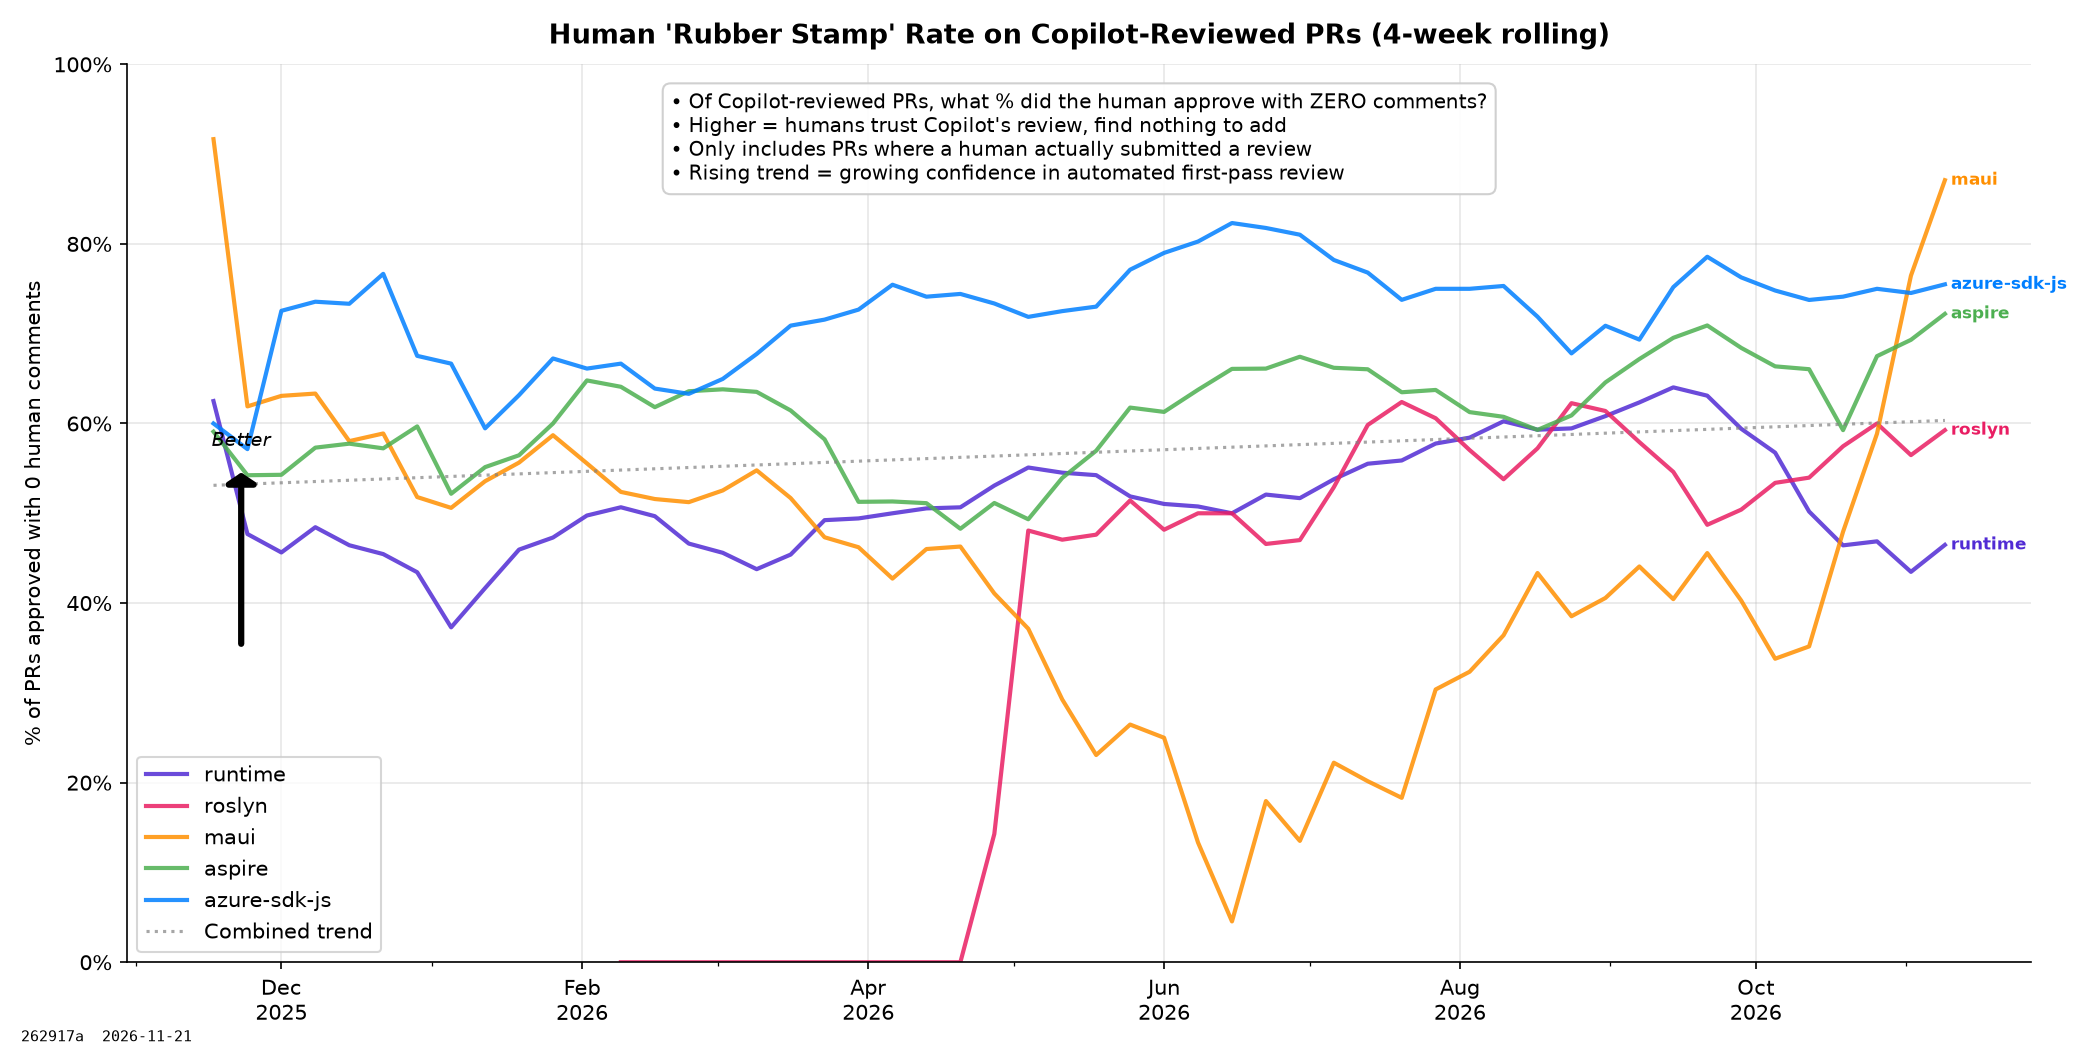 Human 'Rubber Stamp' Rate on Copilot-Reviewed PRs (4-week rolling)
100%
80%
60%
40%
20%
0%
% of PRs approved with 0 human comments
• Of Copilot-reviewed PRs, what % did the human approve with ZERO comments?
• Higher = humans trust Copilot's review, find nothing to add
• Only includes PRs where a human actually submitted a review
• Rising trend = growing confidence in automated first-pass review
Better
maui
azure-sdk-js
aspire
roslyn
runtime
runtime
roslyn
maui
aspire
azure-sdk-js
Combined trend
Dec
2025
Feb
2026
Apr
2026
Jun
2026
Aug
2026
Oct
2026
262917a  2026-11-21